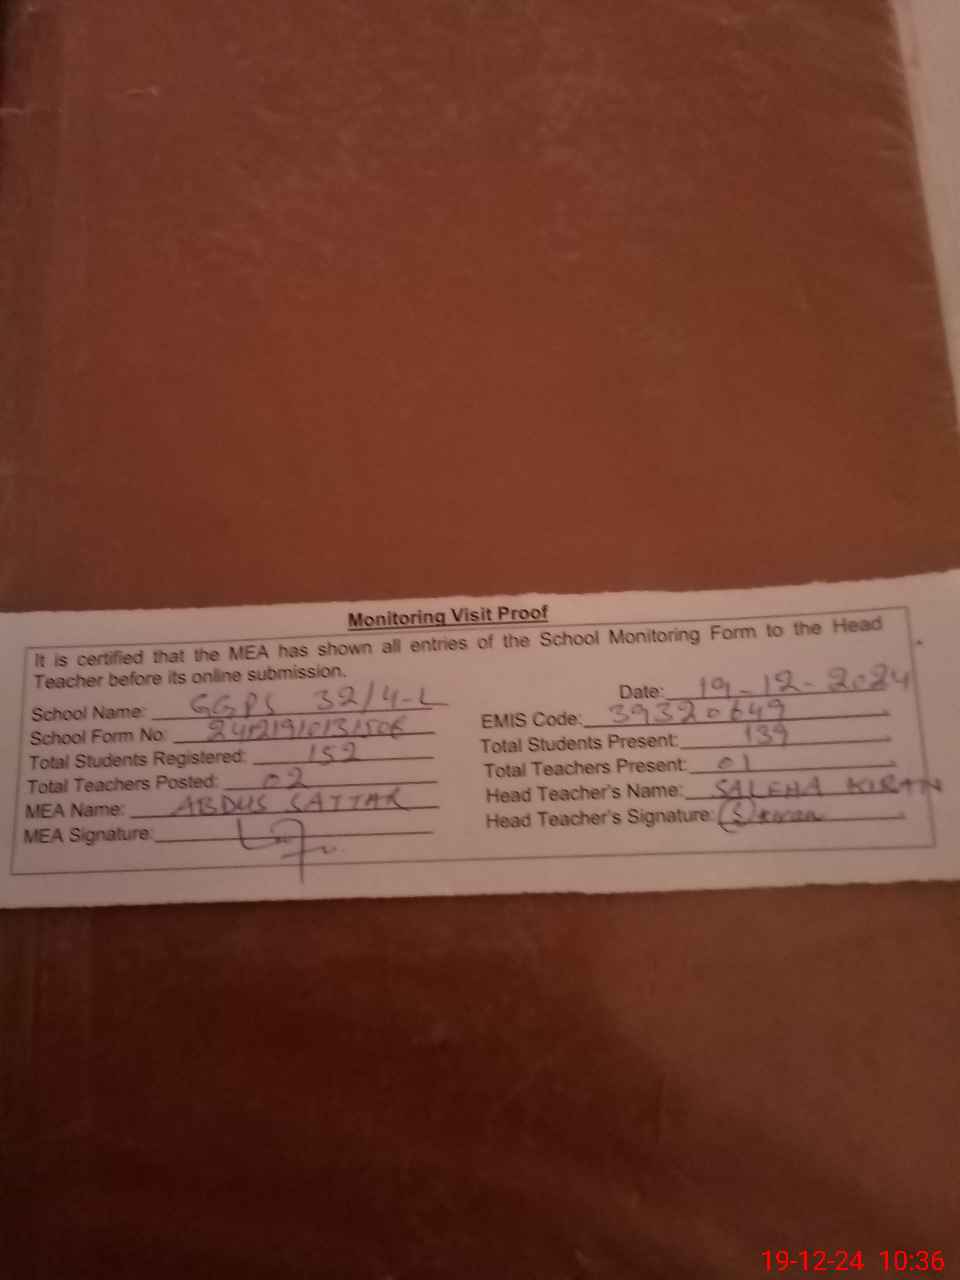 Monitoring Visit Proof
It is certified that the MEA has shown all entries of the School Monitoring Form to the Head
Teacher before its online submission.
Date: 19-12-2024
School Name: GGPS 32/4-L
EMIS Code: 39320649
School Form No:
Total Students Present: 139
Total Students Registered: 152
Total Teachers Present: 01
Total Teachers Posted: 02
Head Teacher's Name: SALEHA KIRAN
MEA Name: ABDUS SATTAR
Head Teacher's Signature: Kiran
MEA Signature:
19-12-24 10:36